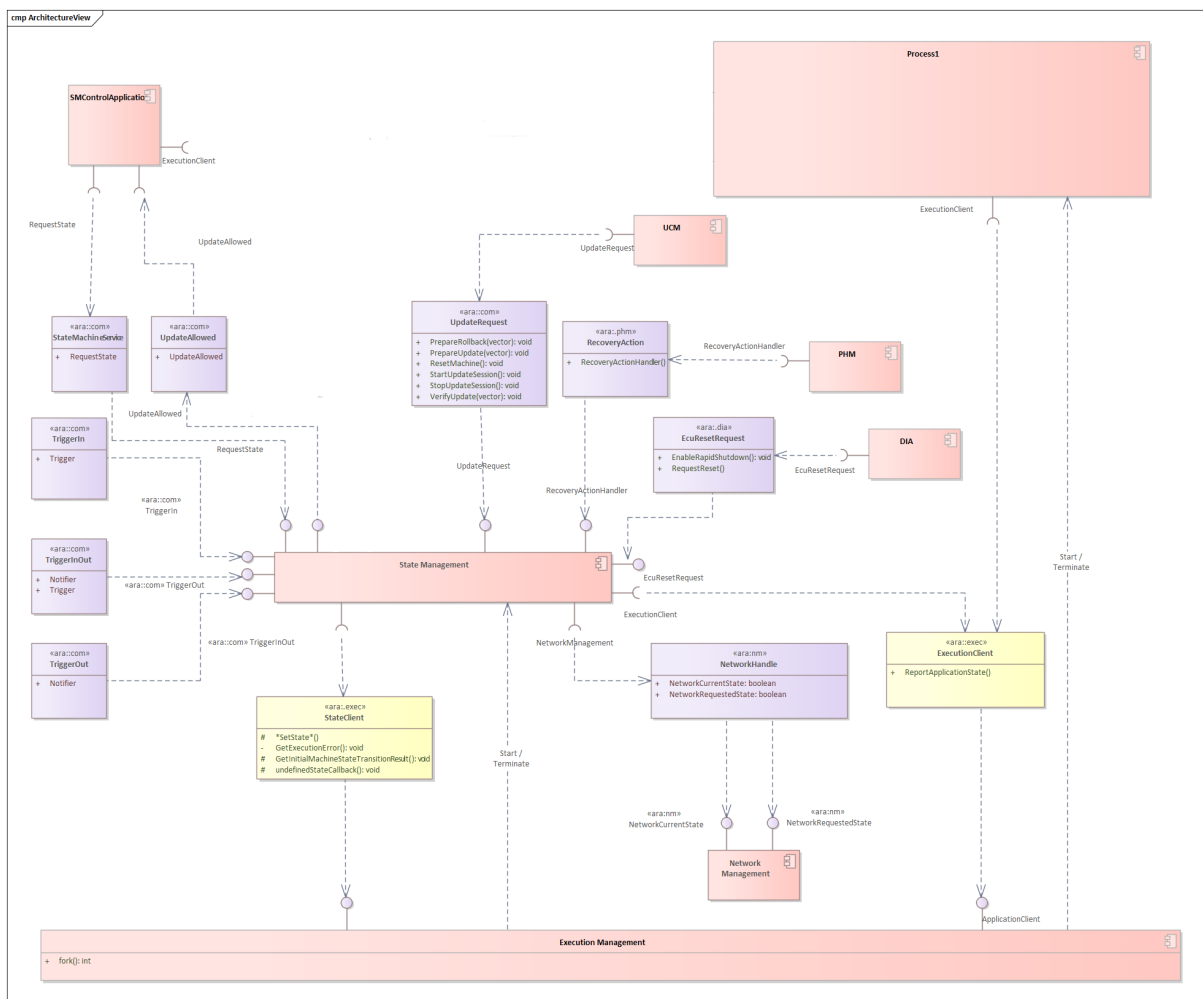 cmp ArchitectureView
Process1
SMControlApplication
ExecutionClient
ExecutionClient
RequestState
UpdateAllowed
UCM
UpdateRequest
«ara::com»
StateMachineService
+ RequestState
«ara::com»
UpdateAllowed
+ UpdateAllowed
«ara::com»
UpdateRequest
+ PrepareRollback(vector): void
+ PrepareUpdate(vector): void
+ ResetMachine(): void
+ StartUpdateSession(): void
+ StopUpdateSession(): void
+ VerifyUpdate(vector): void
«ara:.phm»
RecoveryAction
+ RecoveryActionHandler()
RecoveryActionHandler
PHM
UpdateAllowed
«ara::com»
TriggerIn
+ Trigger
RequestState
UpdateRequest
«ara:.dia»
EcuResetRequest
+ EnableRapidShutdown(): void
+ RequestReset()
DIA
EcuResetRequest
RecoveryActionHandler
«ara::com»
TriggerIn
«ara::com»
TriggerInOut
+ Notifier
+ Trigger
«ara::com» TriggerOut
State Management
EcuResetRequest
Start /
Terminate
ExecutionClient
«ara::com» TriggerInOut
NetworkManagement
«ara::com»
TriggerOut
+ Notifier
«ara:nm»
NetworkHandle
+ NetworkCurrentState: boolean
+ NetworkRequestedState: boolean
«ara::exec»
ExecutionClient
+ ReportApplicationState()
«ara:.exec»
StateClient
# *SetState*()
- GetExecutionError(): void
# GetInitialMachineStateTransitionResult(): void
# undefinedStateCallback(): void
Start /
Terminate
«ara:nm»
NetworkCurrentState
«ara:nm»
NetworkRequestedState
Network
Management
ApplicationClient
Execution Management
+ fork(): int